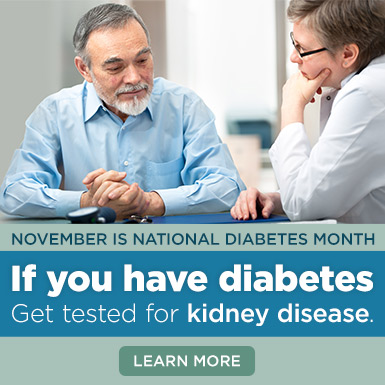 NOVEMBER IS NATIONAL DIABETES MONTH
If you have diabetes
Get tested for kidney disease.
LEARN MORE